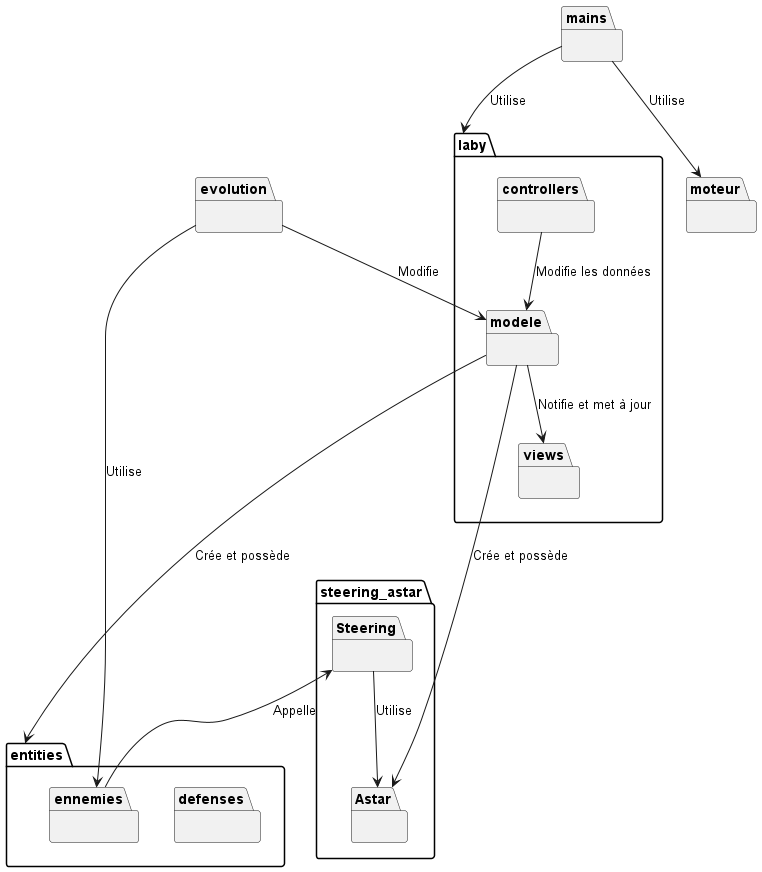 mains
Utilise
Utilise
laby
evolution
controllers
moteur
Modifie
Modifie les données
modele
Notifie et met à jour
views
Utilise
Crée et possède
Crée et possède
steering_astar
Steering
Appelle
Utilise
entities
ennemies
defenses
Astar